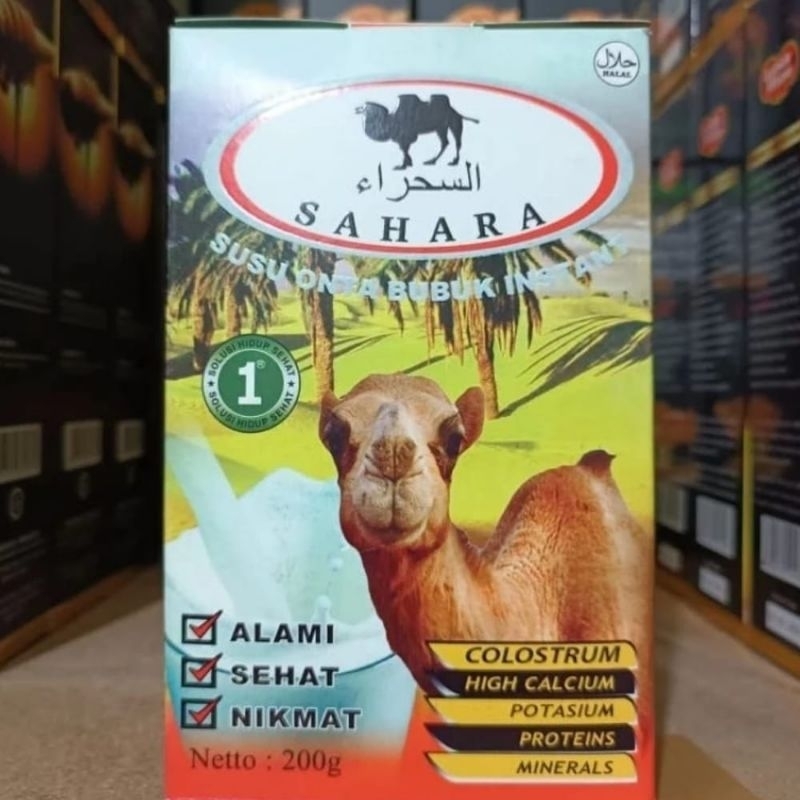 حلال
HALAL
السحراء
SAHARA
SUSU ONTA BUBUK INSTANT
SOLUSI HIDUP SEHAT
1®
SOLUSI HIDUP SEHAT
ALAMI
SEHAT
NIKMAT
Netto : 200g
COLOSTRUM
HIGH CALCIUM
POTASIUM
PROTEINS
MINERALS